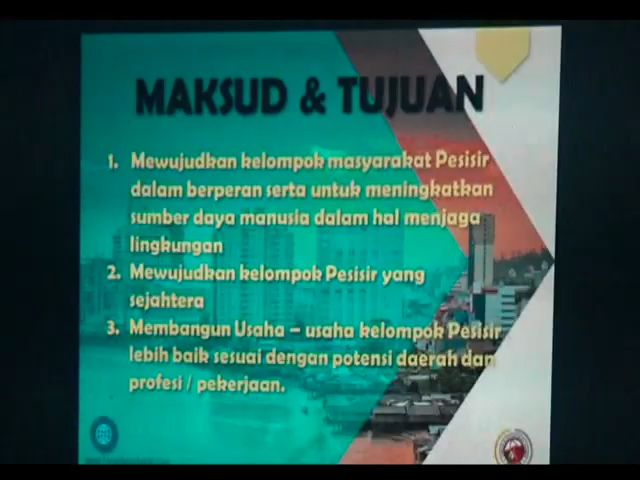 MAKSUD & TUJUAN
1. Mewujudkan kelompok masyarakat Pesisir
dalam berperan serta untuk meningkatkan
sumber daya manusia dalam hal menjaga
lingkungan
2. Mewujudkan kelompok Pesisir yang
sejahtera
3. Membangun Usaha – usaha kelompok Pesisir
lebih baik sesuai dengan potensi daerah dan
profesi / pekerjaan.